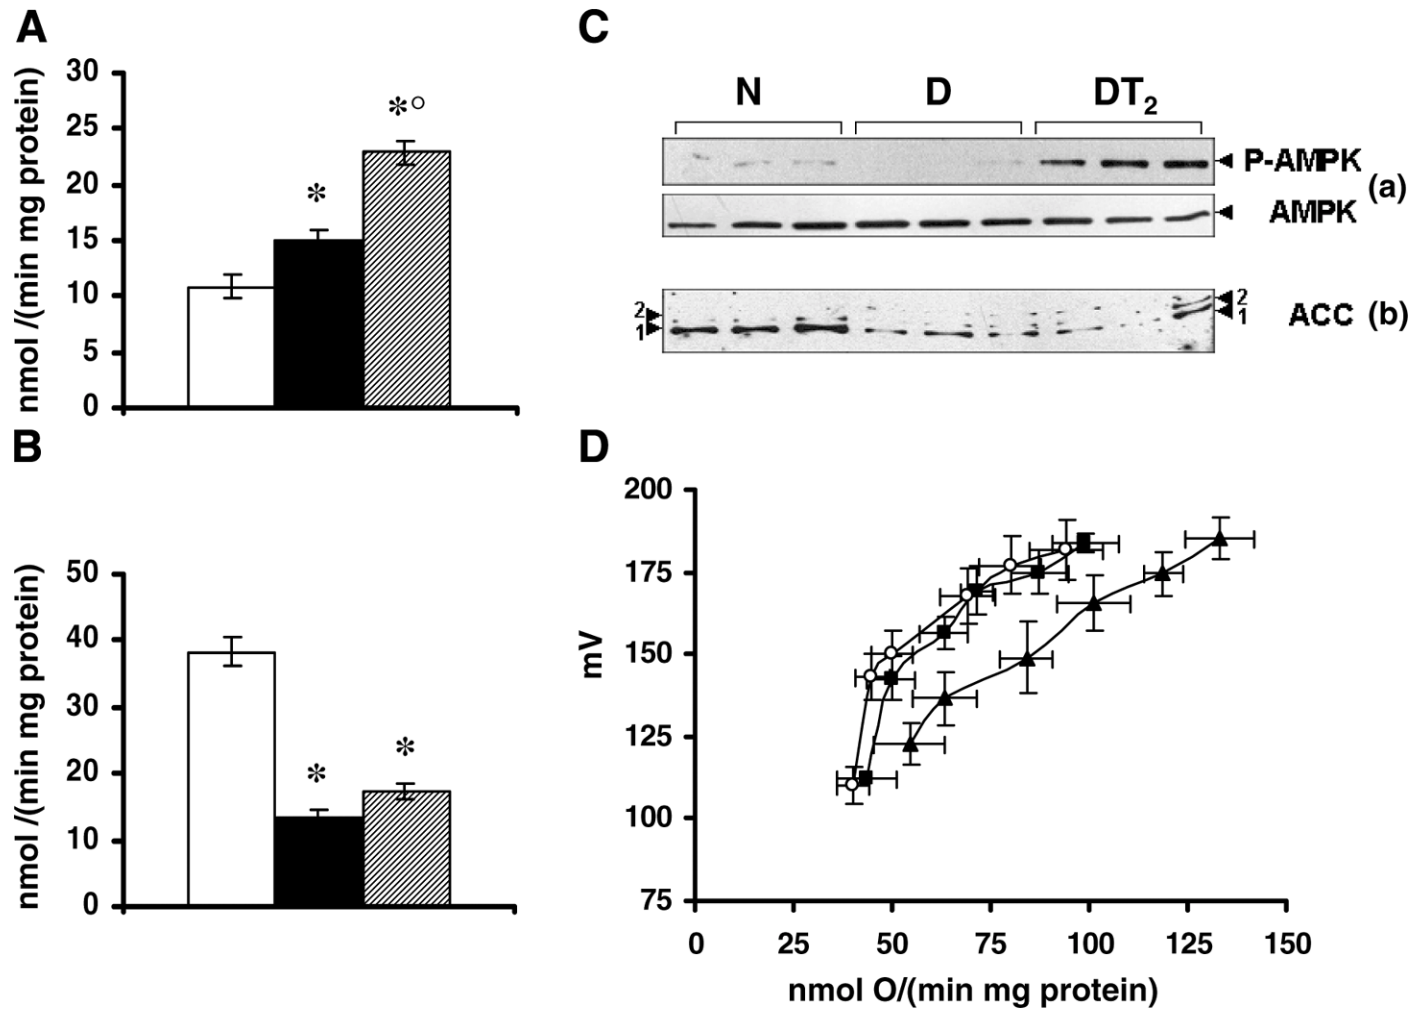 A
nmol /(min mg protein)
30
25
20
15
10
5
0
*
*°
B
nmol /(min mg protein)
50
40
30
20
10
0
*
*
C
N D DT2
P-AMPK
AMPK
(a)
2
1
2
1
ACC (b)
D
mV
200
175
150
125
100
75
0 25 50 75 100 125 150
nmol O/(min mg protein)